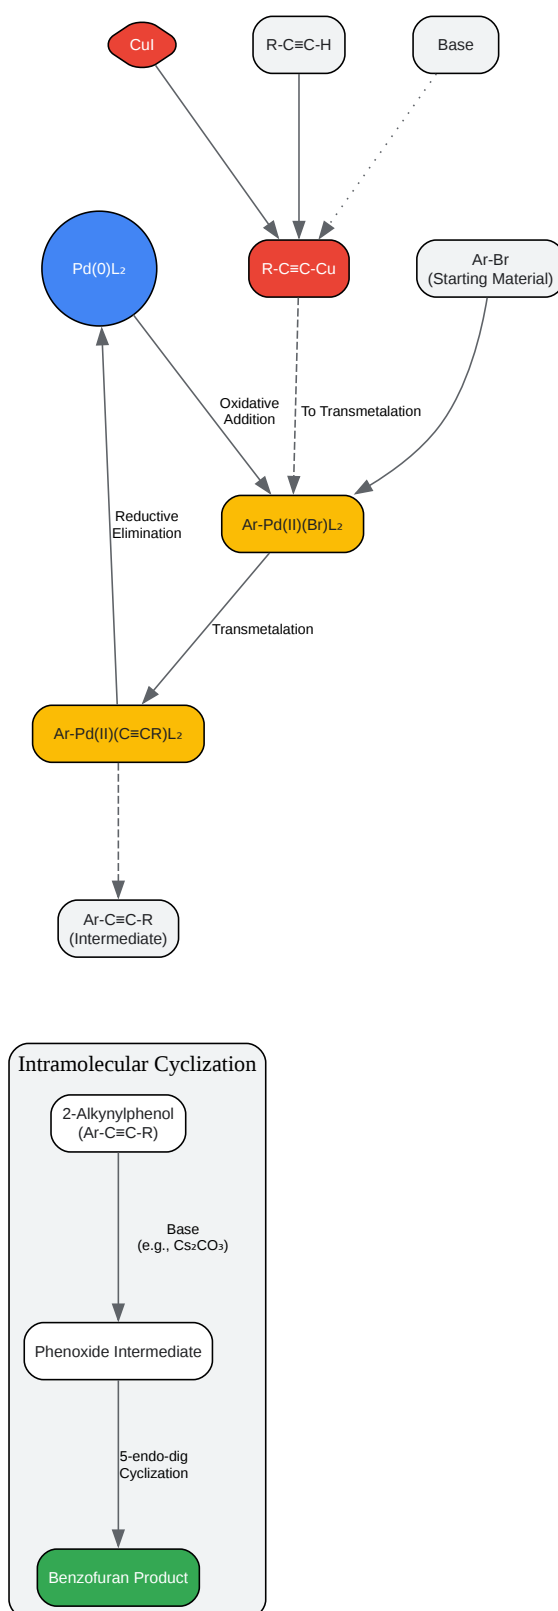 CuI
R-C≡C-H
Base
Pd(0)L₂
R-C≡C-Cu
Ar-Br
(Starting Material)
Oxidative
Addition
To Transmetalation
Reductive
Elimination
Ar-Pd(II)(Br)L₂
Transmetalation
Ar-Pd(II)(C≡CR)L₂
Ar-C≡C-R
(Intermediate)
Intramolecular Cyclization
2-Alkynylphenol
(Ar-C≡C-R)
Base
(e.g., Cs₂CO₃)
Phenoxide Intermediate
5-endo-dig
Cyclization
Benzofuran Product